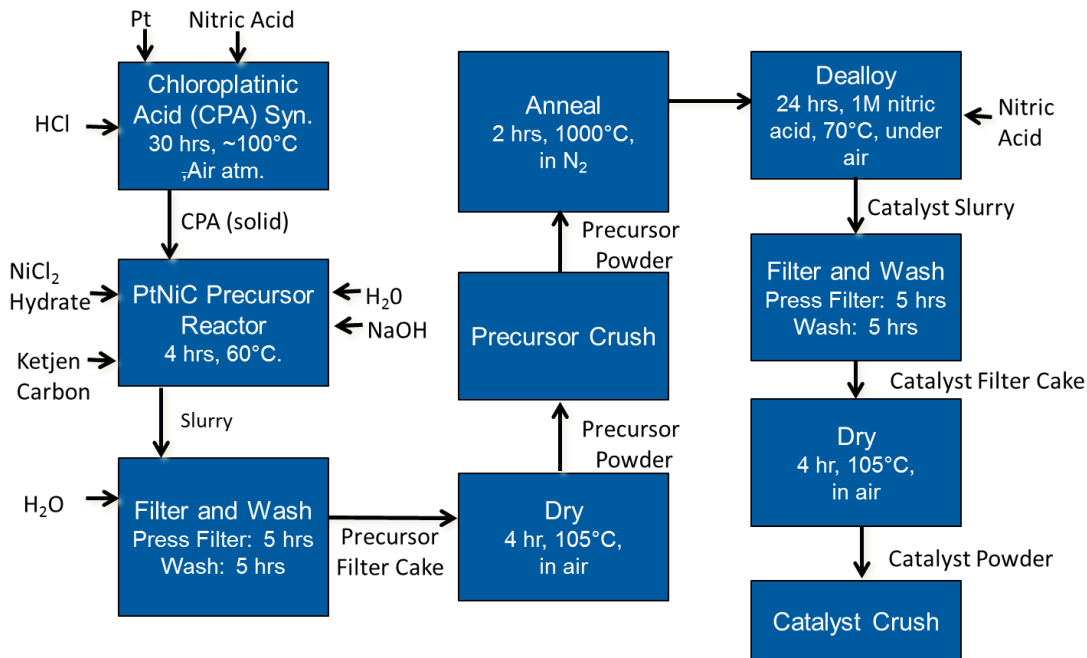 Pt
Nitric Acid
HCl
Chloroplatinic
Acid (CPA) Syn.
30 hrs, ~100°C
,Air atm.
CPA (solid)
NiCl₂
Hydrate
Ketjen
Carbon
PtNiC Precursor
Reactor
4 hrs, 60°C.
H₂0
NaOH
Slurry
H₂O
Filter and Wash
Press Filter: 5 hrs
Wash: 5 hrs
Precursor
Filter Cake
Dry
4 hr, 105°C,
in air
Precursor
Powder
Precursor Crush
Precursor
Powder
Anneal
2 hrs, 1000°C,
in N₂
Dealloy
24 hrs, 1M nitric
acid, 70°C, under
air
Nitric
Acid
Catalyst Slurry
Filter and Wash
Press Filter: 5 hrs
Wash: 5 hrs
Catalyst Filter Cake
Dry
4 hr, 105°C,
in air
Catalyst Powder
Catalyst Crush